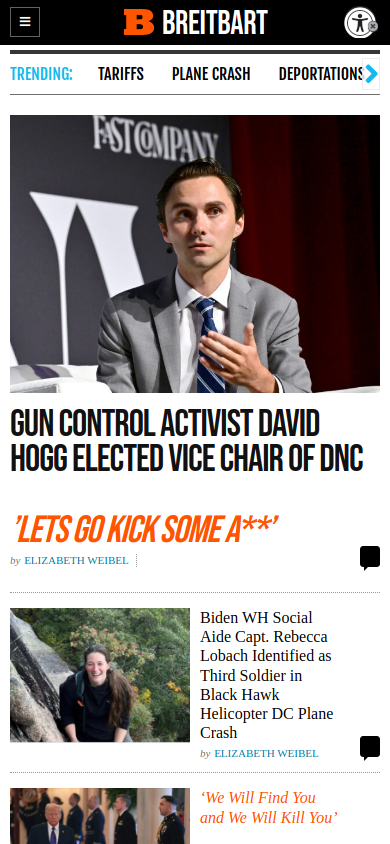 BREITBART
TRENDING:
TARIFFS
PLANE CRASH
DEPORTATIONS
FAST COMPANY
GUN CONTROL ACTIVIST DAVID
HOGG ELECTED VICE CHAIR OF DNC
'LETS GO KICK SOME A**'
by ELIZABETH WEIBEL
Biden WH Social
Aide Capt. Rebecca
Lobach Identified as
Third Soldier in
Black Hawk
Helicopter DC Plane
Crash
by ELIZABETH WEIBEL
‘We Will Find You
and We Will Kill You’